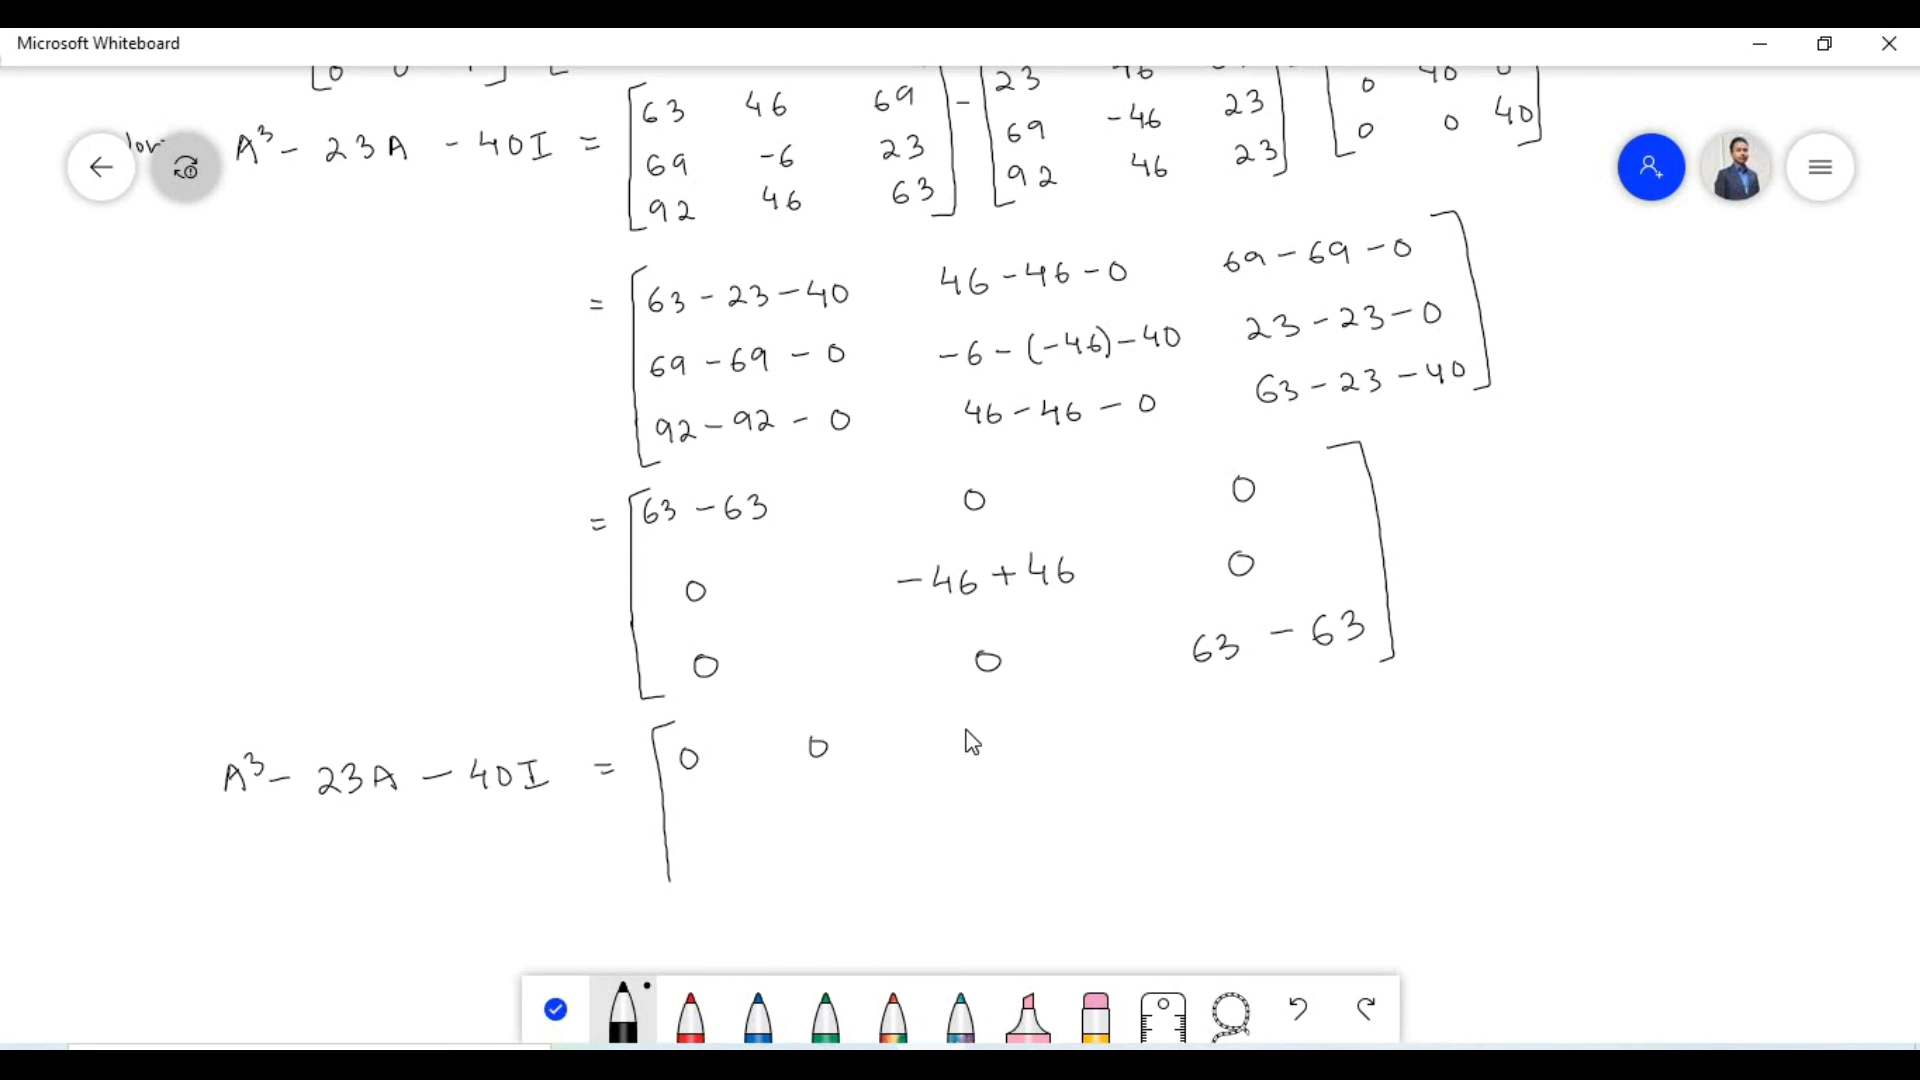 Microsoft Whiteboard
[0 0 ] [
A³ - 23A - 40I = [63 46 69 - [23 46 0 40 0
69 -6 23 69 -46 23 0 0 40]
92 46 63] 92 46 23]
= [63 - 23 - 40 46 - 46 - 0 69 - 69 - 0
69 - 69 - 0 -6 - (-46) - 40 23 - 23 - 0
92 - 92 - 0 46 - 46 - 0 63 - 23 - 40]
= [63 - 63 0 0
0 -46 + 46 0
0 0 63 - 63]
A³ - 23A - 40I = [0 0